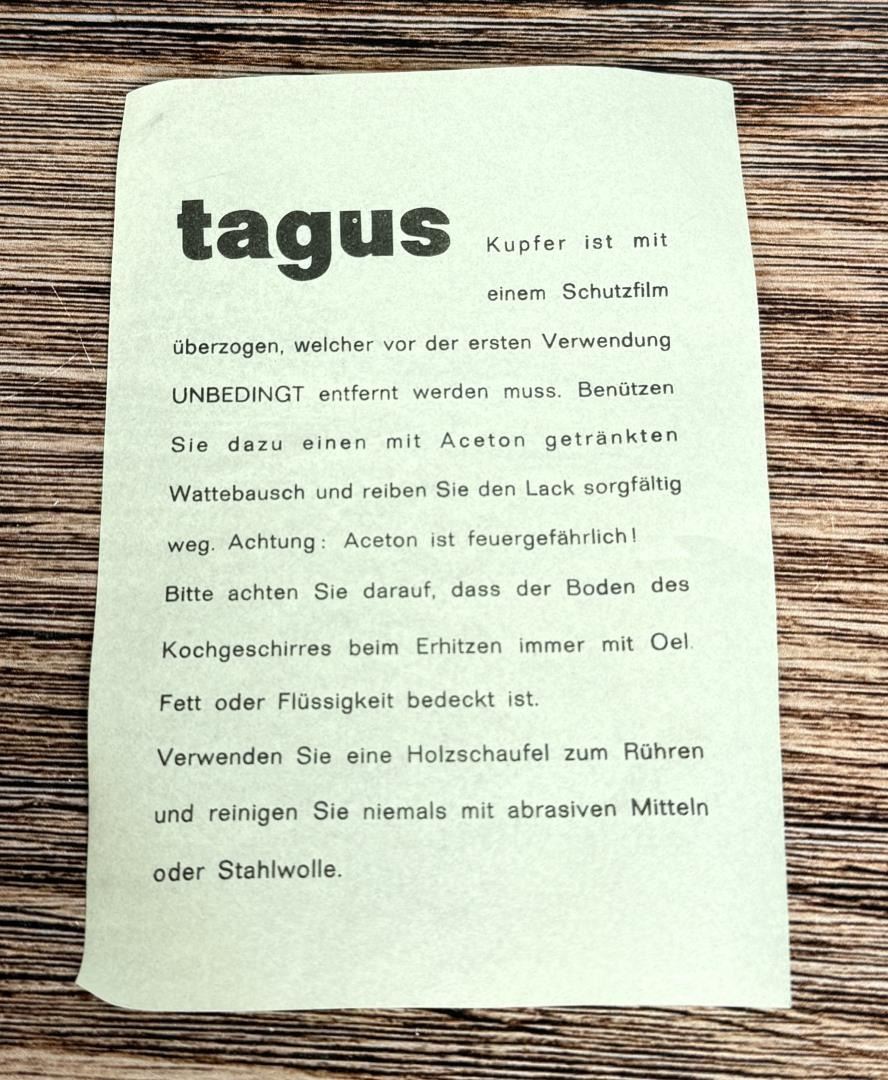 tagus Kupfer ist mit
einem Schutzfilm
überzogen, welcher vor der ersten Verwendung
UNBEDINGT entfernt werden muss. Benützen
Sie dazu einen mit Aceton getränkten
Wattebausch und reiben Sie den Lack sorgfältig
weg. Achtung: Aceton ist feuergefährlich!
Bitte achten Sie darauf, dass der Boden des
Kochgeschirres beim Erhitzen immer mit Oel.
Fett oder Flüssigkeit bedeckt ist.
Verwenden Sie eine Holzschaufel zum Rühren
und reinigen Sie niemals mit abrasiven Mitteln
oder Stahlwolle.